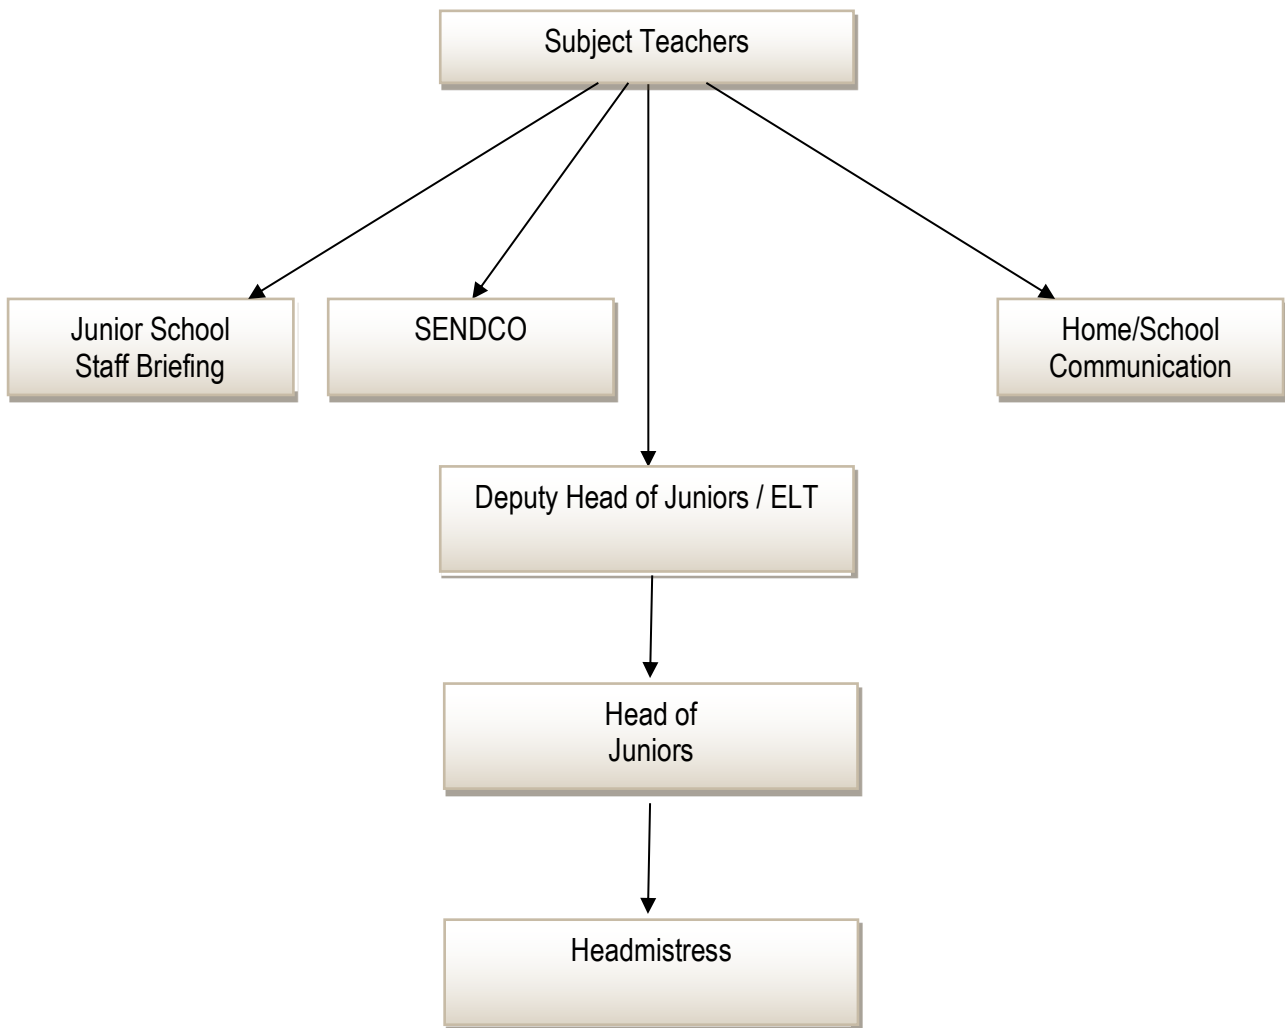 Subject Teachers
Junior School
Staff Briefing
SENDCO
Home/School
Communication
Deputy Head of Juniors / ELT
Head of
Juniors
Headmistress